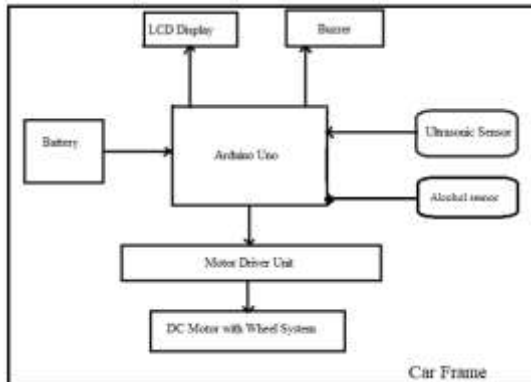 LCD Display
Buzzer
Battery
Arduino Uno
Ultrasonic Sensor
Alcohol sensor
Motor Driver Unit
DC Motor with Wheel System
Car Frame